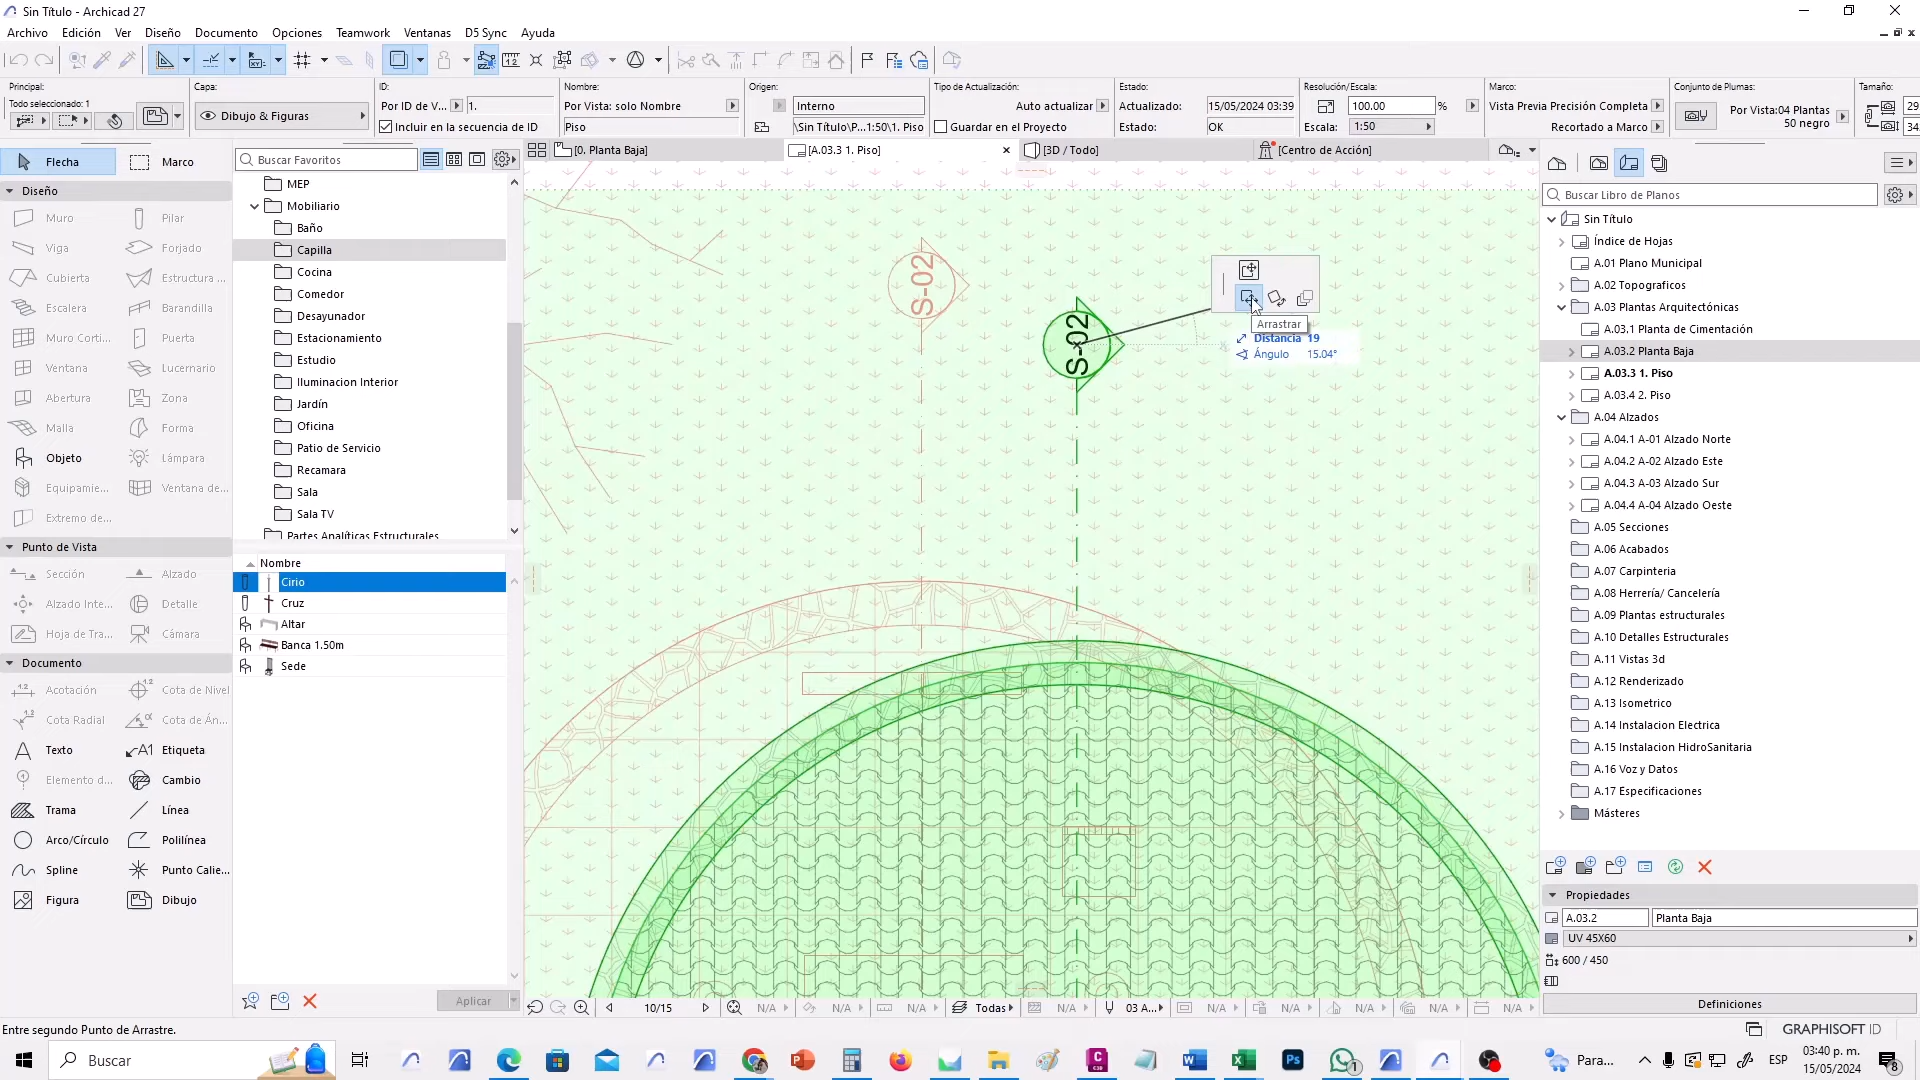 Sin Título - Archicad 27
Archivo Edición Ver Diseño Documento Opciones Teamwork Ventanas D5 Sync Ayuda
Principal: Capa: ID: Nombre: Origen: Tipo de Actualización: Estado: Resolución/Escala: Marco: Conjunto de Plumas: Tamaño:
Todo seleccionado: 1 Dibujo & Figuras Por ID de V... 1. Por Vista: solo Nombre Interno Auto actualizar Actualizado: 15/05/2024 03:39 100.00 % Vista Previa Precisión Completa Por Vista:04 Plantas 29
Incluir en la secuencia de ID Piso \Sin Título\P...1:50\1. Piso Guardar en el Proyecto Estado: OK Escala: 1:50 Recortado a Marco 50 negro 34
Flecha Marco
Buscar Favoritos
[0. Planta Baja] [A.03.3 1. Piso] [3D / Todo] [Centro de Acción]
Diseño
Muro Pilar
Viga Forjado
Cubierta Estructura ...
Escalera Barandilla
Muro Corti... Puerta
Ventana Lucernario
Abertura Zona
Malla Forma
Objeto Lámpara
Equipamie... Ventana de...
Extremo de...
Punto de Vista
Sección Alzado
Alzado Inte... Detalle
Hoja de Tra... Cámara
Documento
Acotación Cota de Nivel
Cota Radial Cota de Án...
Texto Etiqueta
Elemento d... Cambio
Trama Línea
Arco/Círculo Polilínea
Spline Punto Calie...
Figura Dibujo
MEP
Mobiliario
Baño
Capilla
Cocina
Comedor
Desayunador
Estacionamiento
Estudio
Iluminacion Interior
Jardín
Oficina
Patio de Servicio
Recamara
Sala
Sala TV
Partes Analíticas Estructurales
Nombre
Cirio
Cruz
Altar
Banca 1.50m
Sede
Aplicar
S-02
S-02
Arrastrar
Distancia 19
Ángulo 15.04°
Buscar Libro de Planos
Sin Título
Índice de Hojas
A.01 Plano Municipal
A.02 Topograficos
A.03 Plantas Arquitectónicas
A.03.1 Planta de Cimentación
A.03.2 Planta Baja
A.03.3 1. Piso
A.03.4 2. Piso
A.04 Alzados
A.04.1 A-01 Alzado Norte
A.04.2 A-02 Alzado Este
A.04.3 A-03 Alzado Sur
A.04.4 A-04 Alzado Oeste
A.05 Secciones
A.06 Acabados
A.07 Carpinteria
A.08 Herrería/ Cancelería
A.09 Plantas estructurales
A.10 Detalles Estructurales
A.11 Vistas 3d
A.12 Renderizado
A.13 Isometrico
A.14 Instalacion Electrica
A.15 Instalacion HidroSanitaria
A.16 Voz y Datos
A.17 Especificaciones
Másteres
Propiedades
A.03.2 Planta Baja
UV 45X60
600 / 450
Definiciones
10/15 N/A N/A N/A Todas N/A 03 A... N/A N/A N/A N/A N/A
Entre segundo Punto de Arrastre.
GRAPHISOFT ID
Buscar
Para... ESP 03:40 p. m.
15/05/2024
1
8